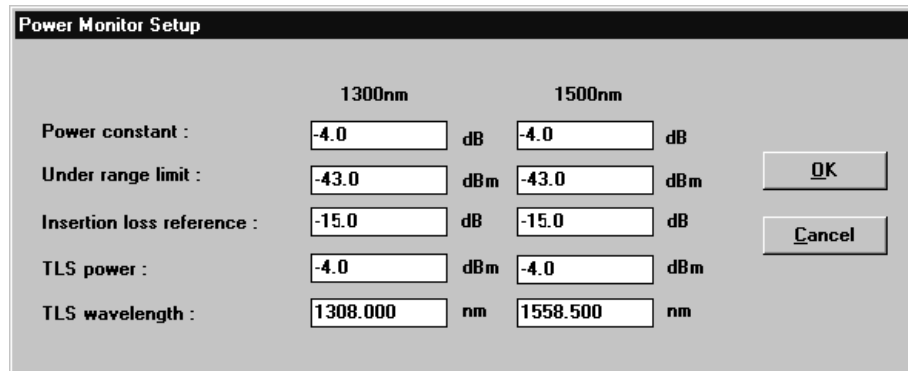 Power Monitor Setup
1300nm 1500nm
Power constant : -4.0 dB -4.0 dB
Under range limit : -43.0 dBm -43.0 dBm
OK
Insertion loss reference : -15.0 dB -15.0 dB
Cancel
TLS power : -4.0 dBm -4.0 dBm
TLS wavelength : 1308.000 nm 1558.500 nm